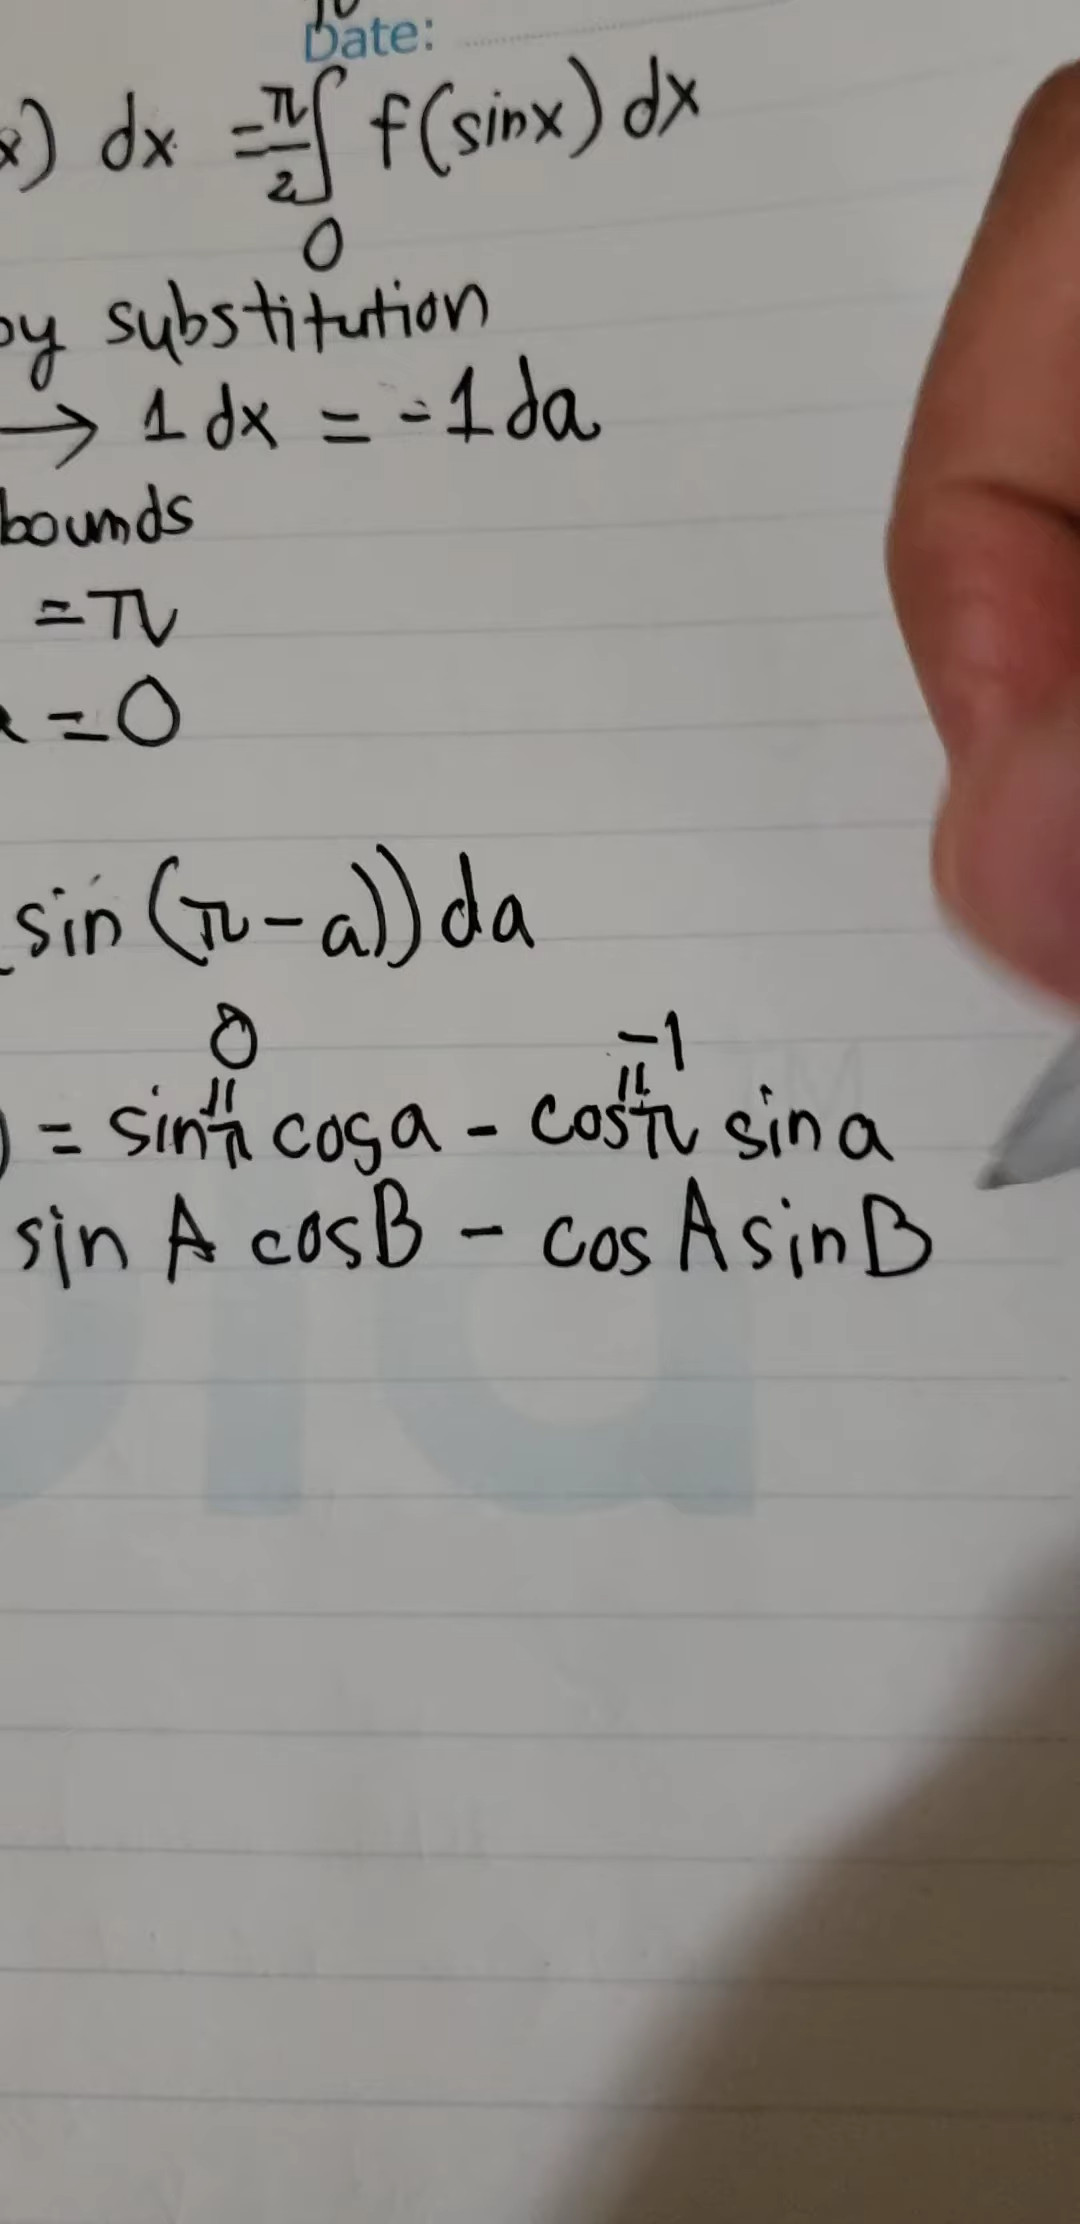 Date:
π
x) dx = π/2 ∫ f(sinx) dx
0
by substitution
→ 1 dx = -1 da
bounds
= π
= 0
sin (π - a)) da
0 -1
) = sin π cos a - cos π sin a
sin A cos B - cos A sin B